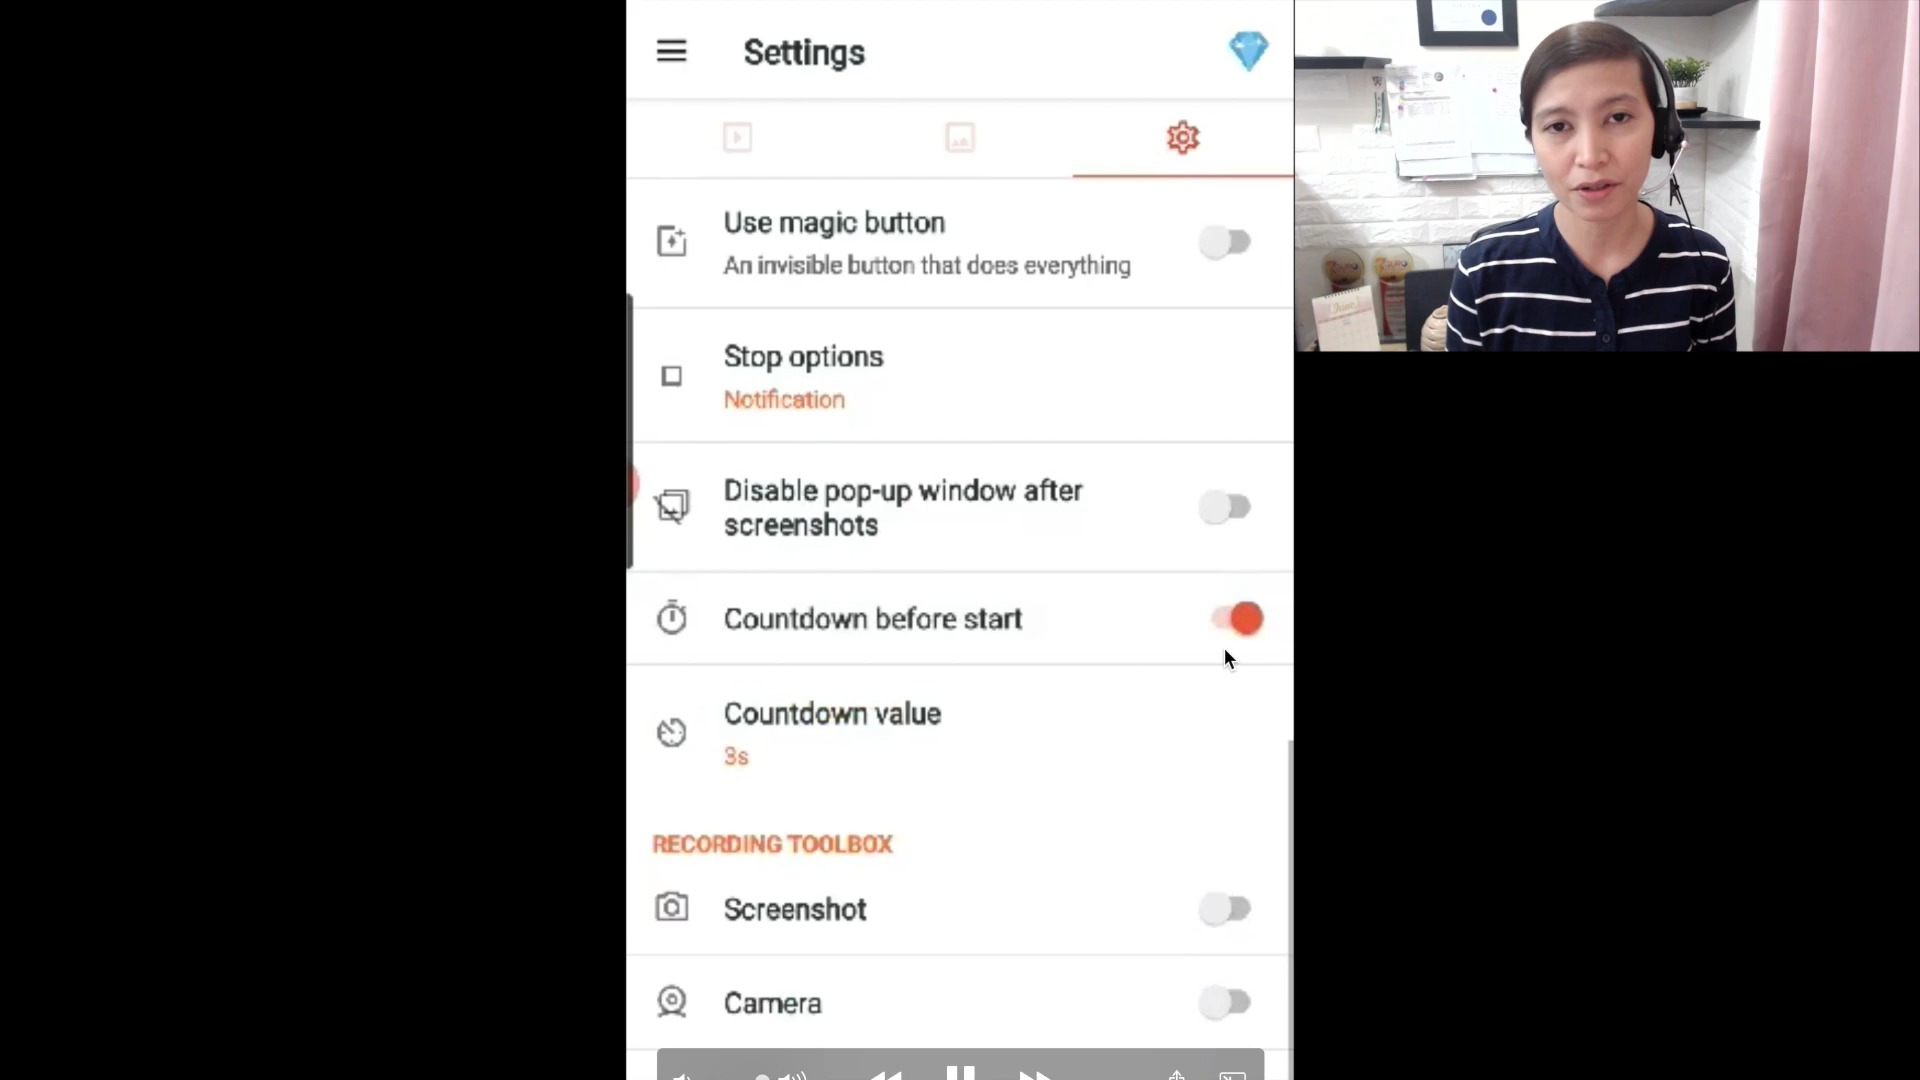 Settings
Use magic button
An invisible button that does everything
Stop options
Notification
Disable pop-up window after
screenshots
Countdown before start
Countdown value
3s
RECORDING TOOLBOX
Screenshot
Camera
June